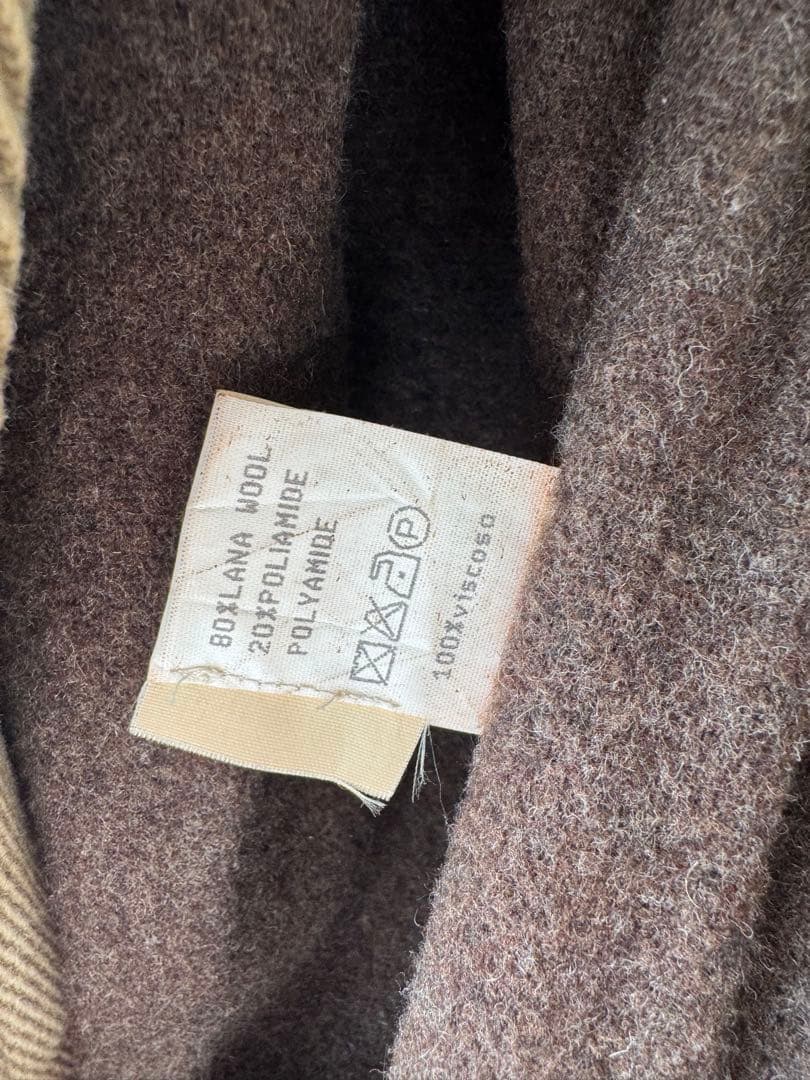 80%LANA WOOL
20%POLIAMIDE
POLYAMIDE
P
100%viscoso